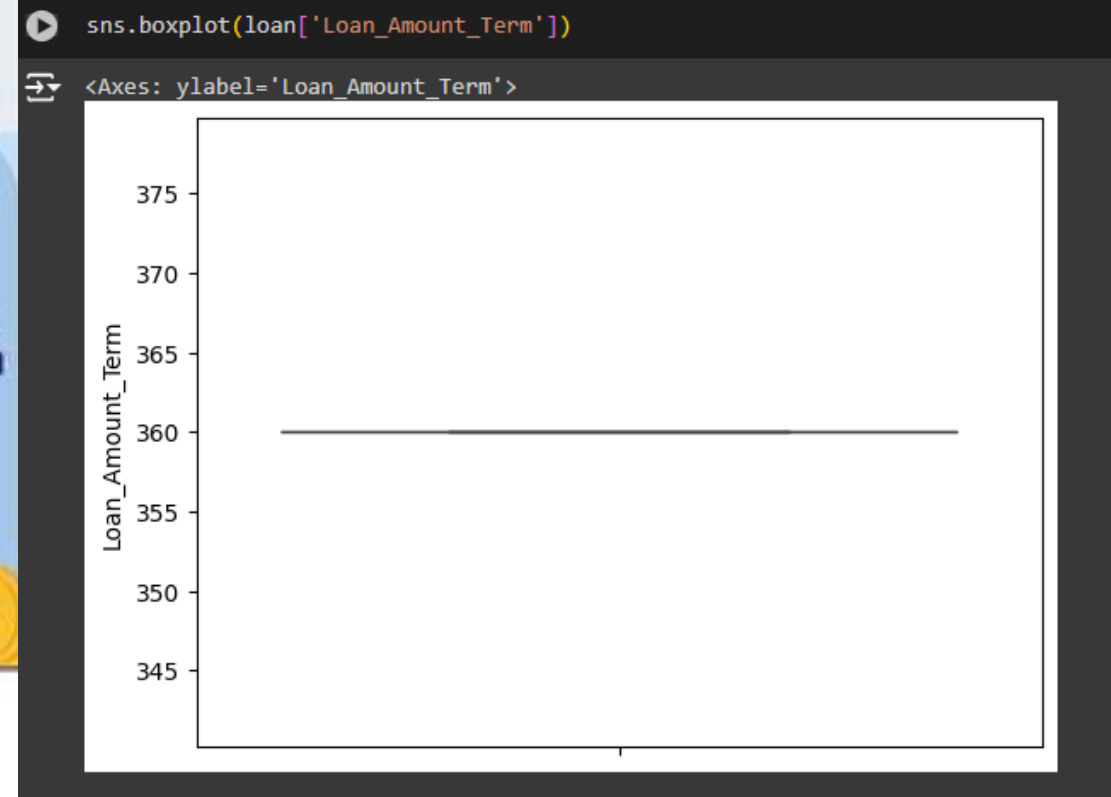 sns.boxplot(loan['Loan_Amount_Term'])
<Axes: ylabel='Loan_Amount_Term'>
375
370
365
360
355
350
345
Loan_Amount_Term